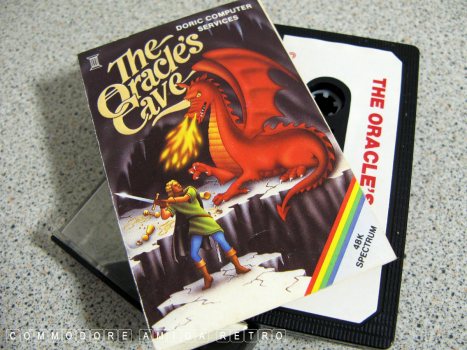 DORIC COMPUTER
SERVICES
The
Oracle's
Cave
THE ORACLE'S
48K
SPECTRUM
COMMODORE AMIGA RETRO